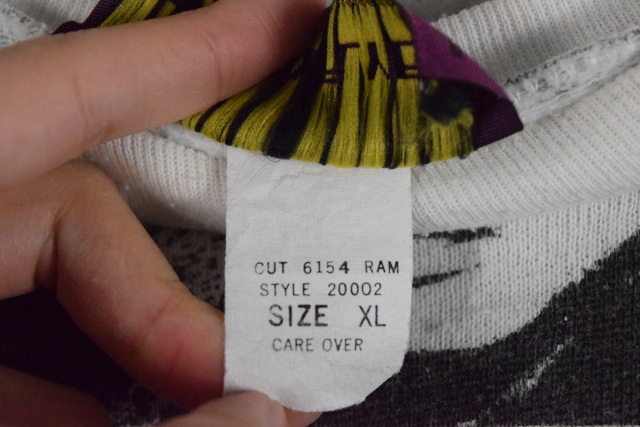 CUT 6154 RAM
STYLE 20002
SIZE XL
CARE OVER